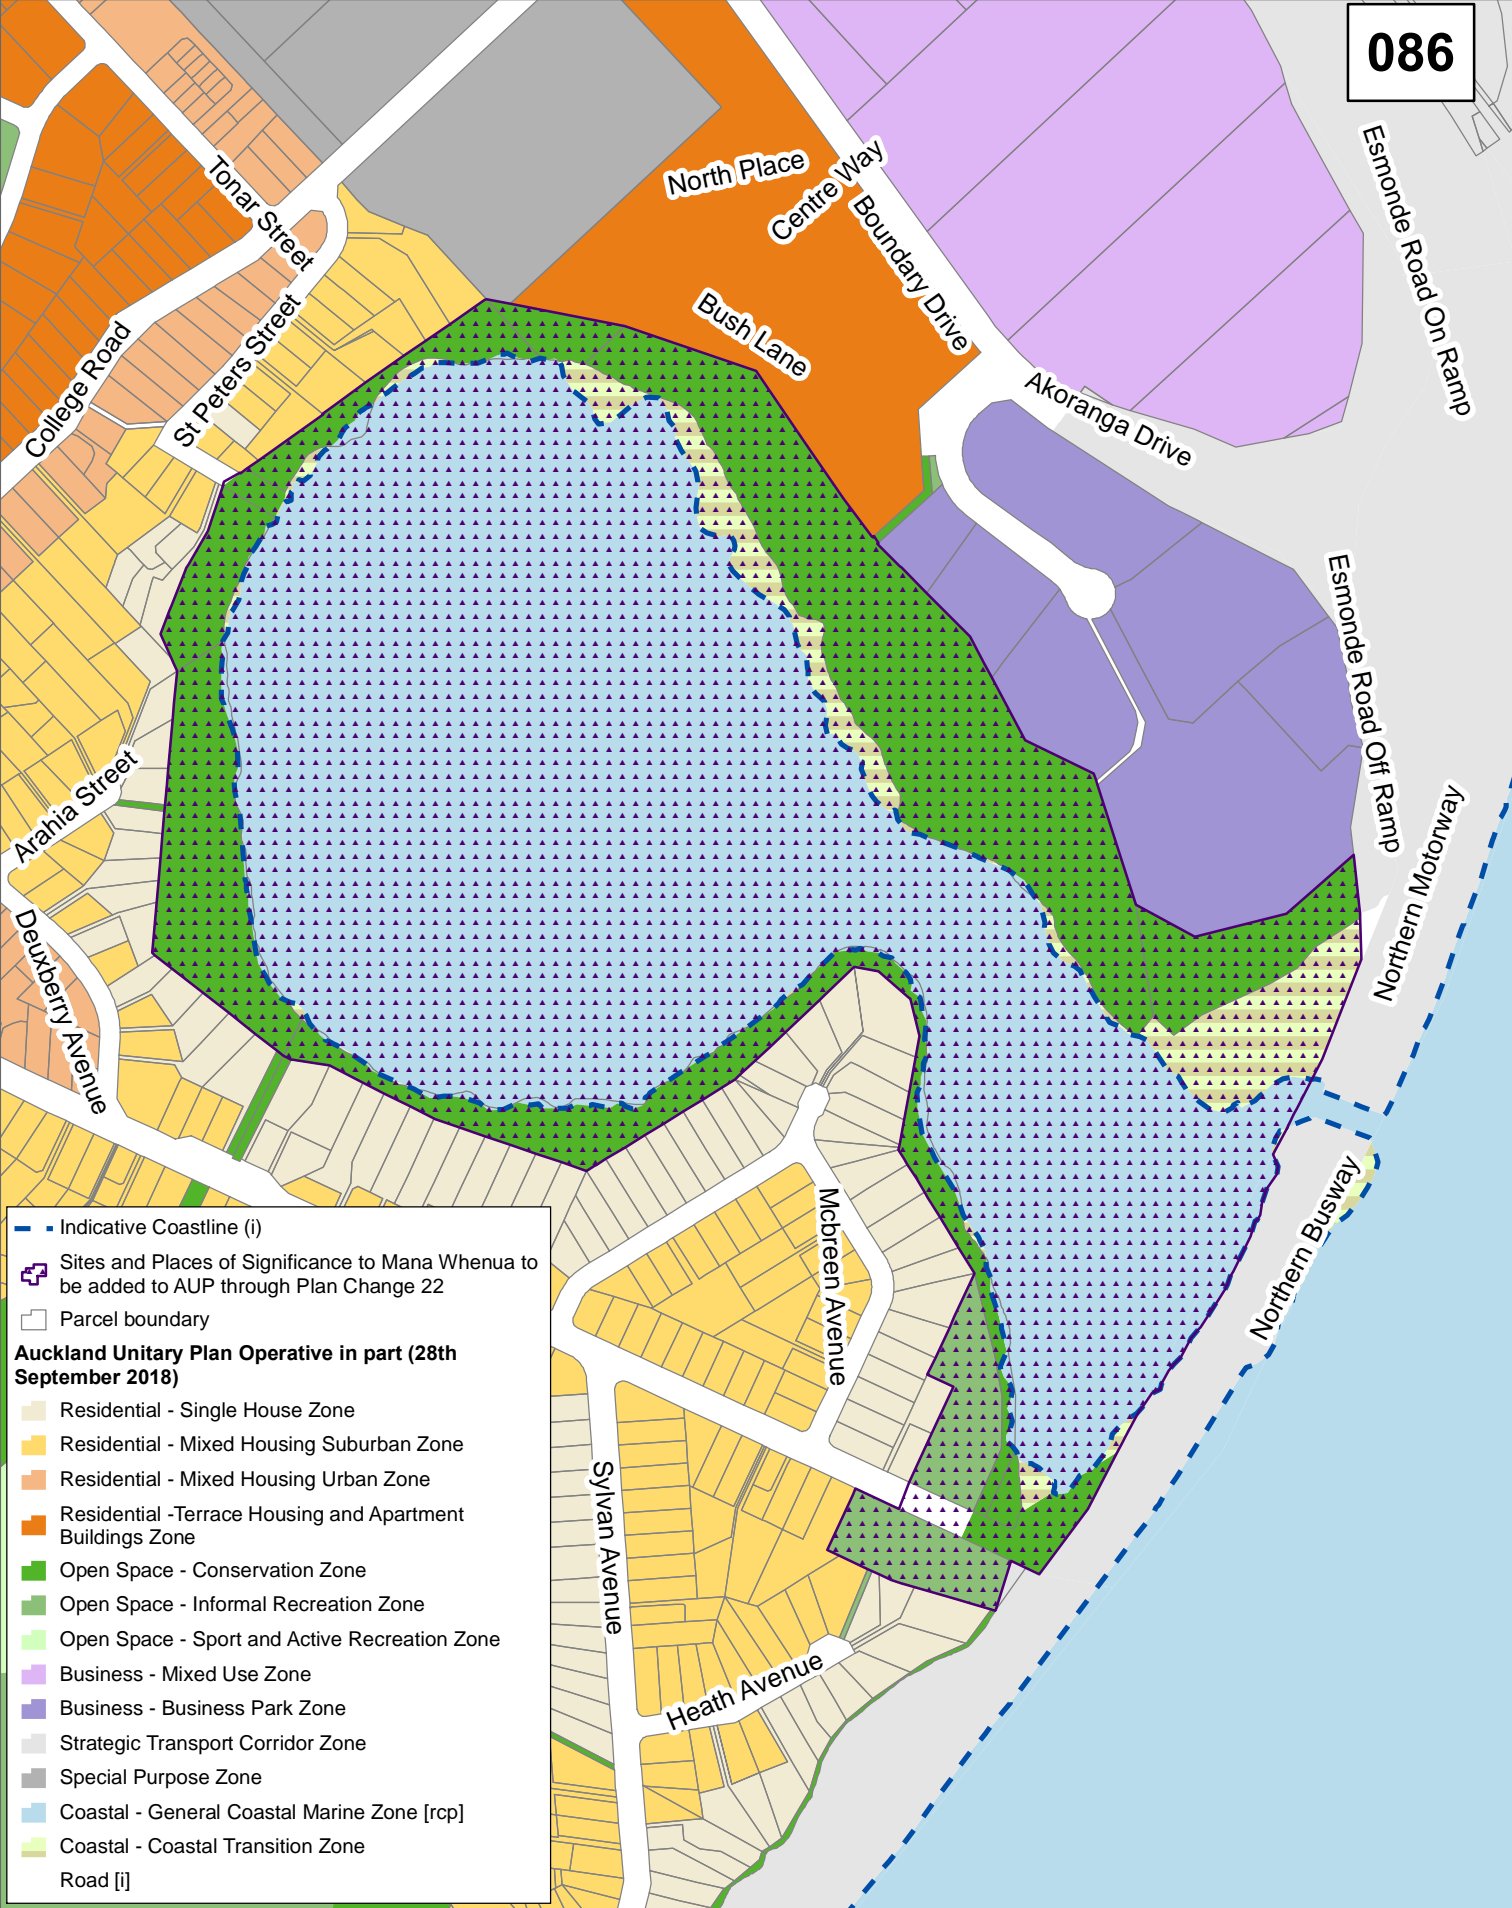 086
Esmonde Road On Ramp
North Place
Centre Way
Tonar Street
Boundary Drive
Bush Lane
St Peters Street
College Road
Akoranga Drive
Esmonde Road Off Ramp
Arahia Street
Northern Motorway
Deuxberry Avenue
Northern Busway
Mcbreen Avenue
Sylvan Avenue
Heath Avenue
Indicative Coastline (i)
Sites and Places of Significance to Mana Whenua to
be added to AUP through Plan Change 22
Parcel boundary
Auckland Unitary Plan Operative in part (28th
September 2018)
Residential - Single House Zone
Residential - Mixed Housing Suburban Zone
Residential - Mixed Housing Urban Zone
Residential -Terrace Housing and Apartment
Buildings Zone
Open Space - Conservation Zone
Open Space - Informal Recreation Zone
Open Space - Sport and Active Recreation Zone
Business - Mixed Use Zone
Business - Business Park Zone
Strategic Transport Corridor Zone
Special Purpose Zone
Coastal - General Coastal Marine Zone [rcp]
Coastal - Coastal Transition Zone
Road [i]